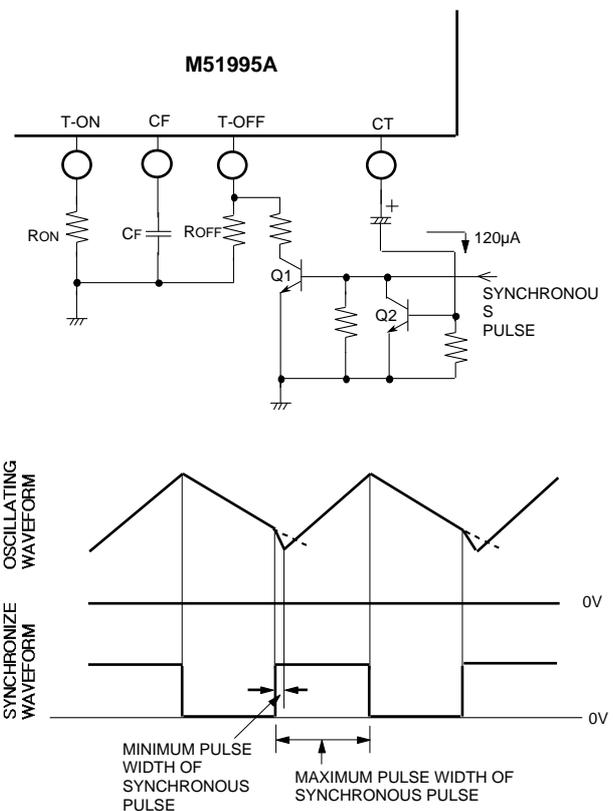 M51995A
T-ON CF T-OFF CT
+
RON CF ROFF 120µA
Q1
SYNCHRONOU
S
PULSE
Q2
OSCILLATING
WAVEFORM
0V
SYNCHRONIZE
WAVEFORM
0V
MINIMUM PULSE
WIDTH OF
SYNCHRONOUS
PULSE
MAXIMUM PULSE WIDTH OF
SYNCHRONOUS PULSE